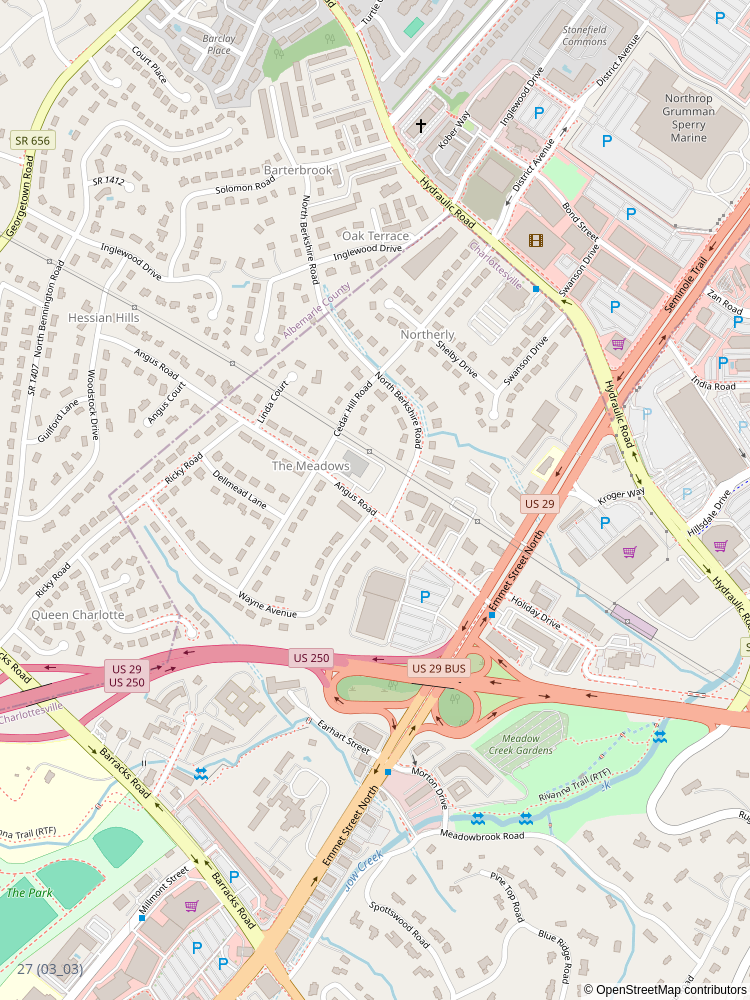 Turtle C
Barclay
Place
Court Place
Stonefield
Commons
District Avenue
P
Northrop
Grumman
Sperry
Marine
Inglewood Drive
P
P
Kober Way
SR 656
Georgetown Road
Barterbrook
SR 1412
Solomon Road
District Avenue
Hydraulic Road
Bond Street
P
North Berkshire Road
Oak Terrace
Inglewood Drive
Inglewood Drive
Charlottesville
Albemarle County
Swanson Drive
Seminole Trail
Zan Road
P
P
Hessian Hills
North Bennington Road
SR 1407
Northerly
Shelby Drive
Swanson Drive
Angus Road
Angus Court
Woodstock Drive
Guilford Lane
Linda Court
Cedar Hill Road
North Berkshire Road
P
India Road
Hydraulic Road
P
The Meadows
Ricky Road
Dellmead Lane
Angus Road
US 29
Kroger Way
P
P
Hillsdale Drive
Emmet Street North
Ricky Road
Queen Charlotte
Wayne Avenue
P
Holiday Drive
Hydraulic Roa
S
US 250
US 29 BUS
US 29
US 250
cks Road
Charlottesville
Earhart Street
Meadow
Creek Gardens
Barracks Road
Morton Drive
Rivanna Trail (RTF)
k
Rug
nna Trail (RTF)
Emmet Street North
Meadowbrook Road
The Park
P
Millmont Street
Barracks Road
P
P
Pine Top Road
Spottswood Road
Blue Ridge Road
Road
27 (03_03)
© OpenStreetMap contributors